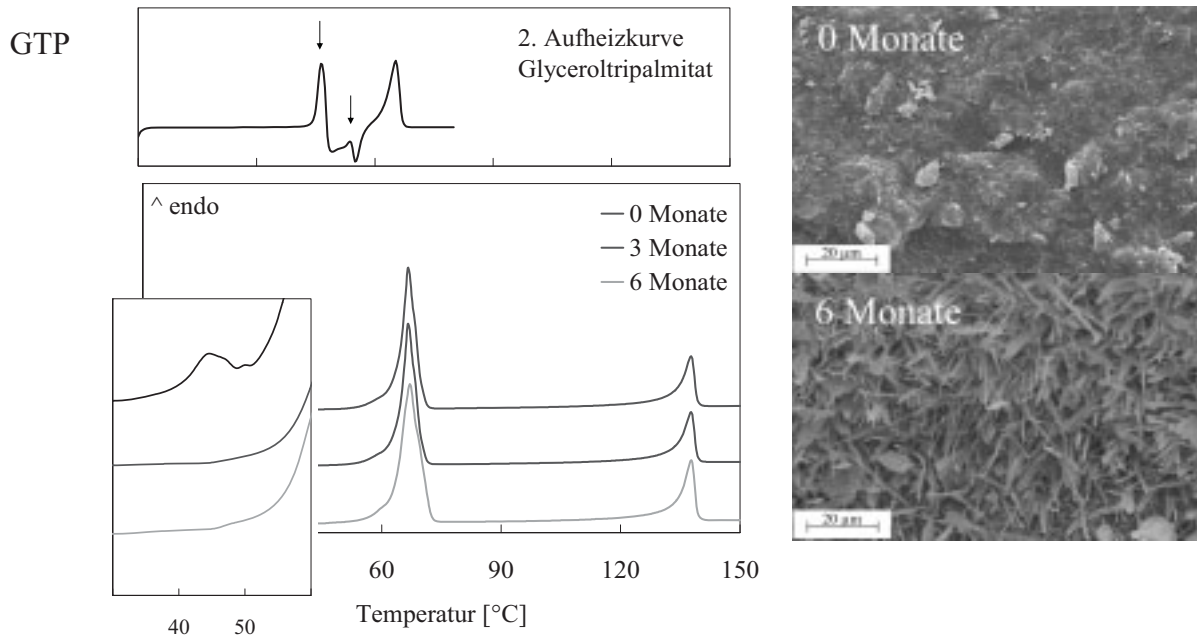 GTP
2. Aufheizkurve
Glyceroltripalmitat
^ endo
0 Monate
3 Monate
6 Monate
60 90 120 150
Temperatur [°C]
40 50
0 Monate
20 µm
6 Monate
20 µm